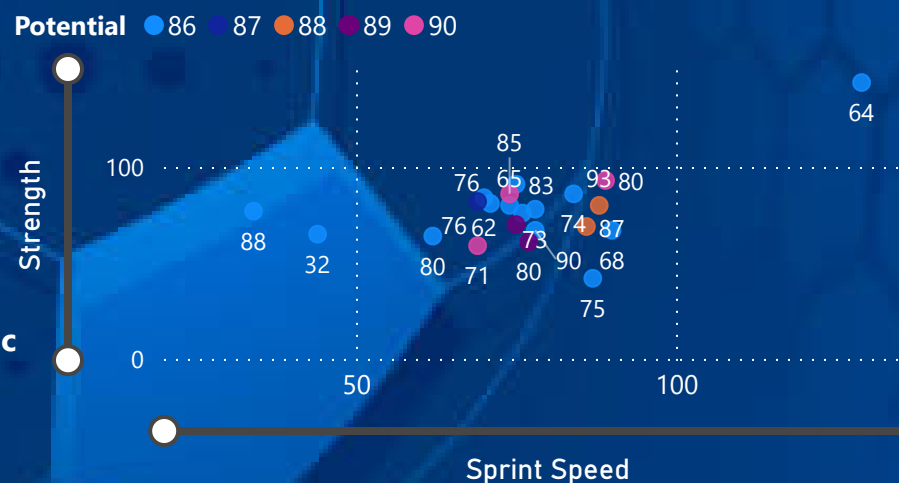 Potential 86 87 88 89 90
64
85
100
76 65 83 93 80
88 76 62 73 74 87
32 80 71 80 90 68
75
Strength
c
0
50 100
Sprint Speed